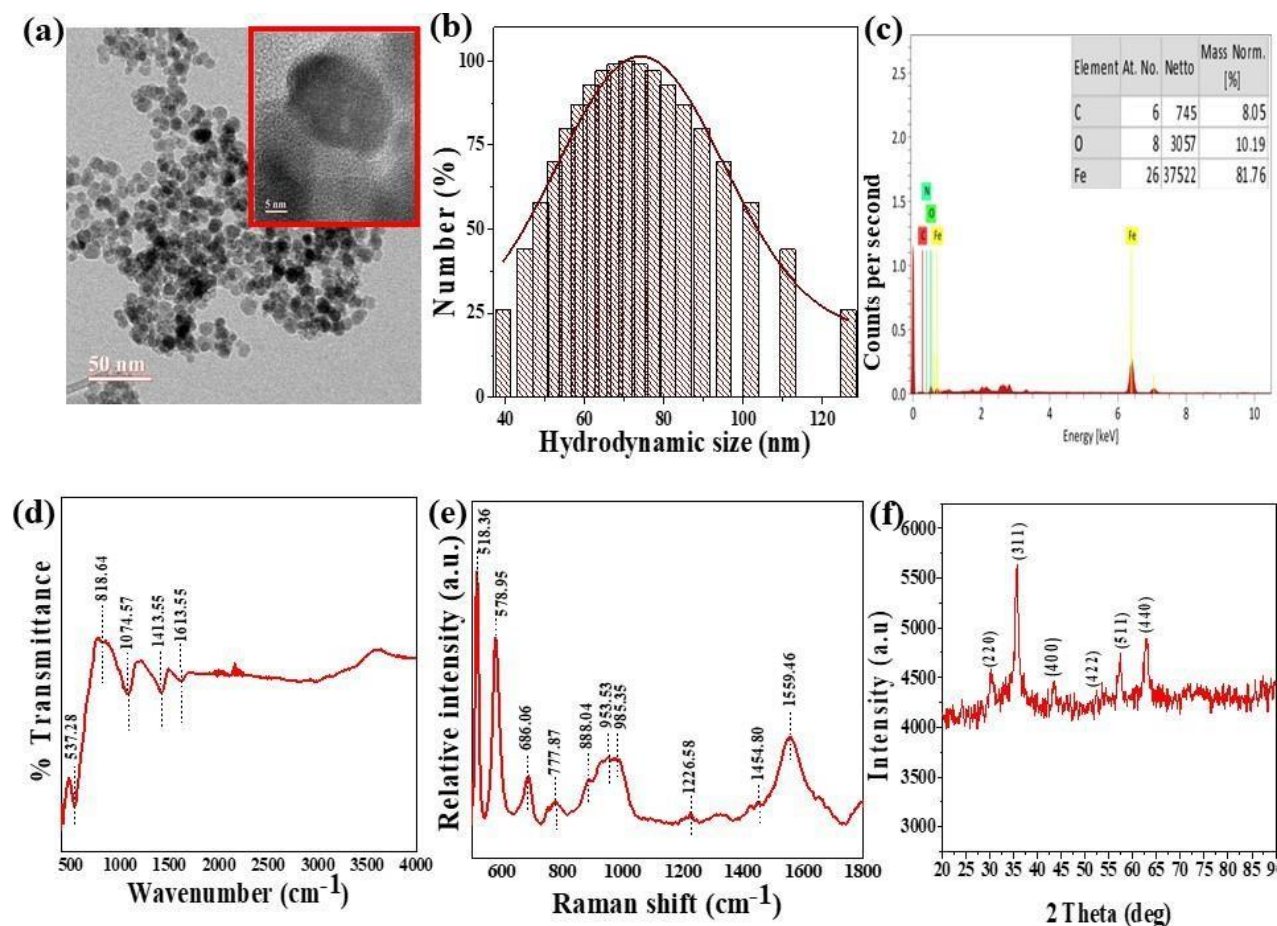 (a)
5 nm
50 nm
(b)
Number (%)
100
75
50
25
0
40 60 80 100 120
Hydrodynamic size (nm)
(c)
Counts per second
2.5
2.0
1.5
1.0
0.5
0.0
Element At. No. Netto Mass Norm. [%]
C 6 745 8.05
O 8 3057 10.19
Fe 26 37522 81.76
N
O
C Fe Fe
0 2 4 6 8 10
Energy [keV]
(d)
% Transmittance
537.28
818.64
1074.57
1413.55
1613.55
500 1000 1500 2000 2500 3000 3500 4000
Wavenumber (cm-1)
(e)
Relative intensity (a.u.)
518.36
578.95
686.06
777.87
888.04
953.53
985.35
1226.58
1454.80
1559.46
600 800 1000 1200 1400 1600 1800
Raman shift (cm-1)
(f)
Intensity (a.u)
6000
5500
5000
4500
4000
3500
3000
(220)
(311)
(400)
(422)
(511)
(440)
20 25 30 35 40 45 50 55 60 65 70 75 80 85 90
2 Theta (deg)